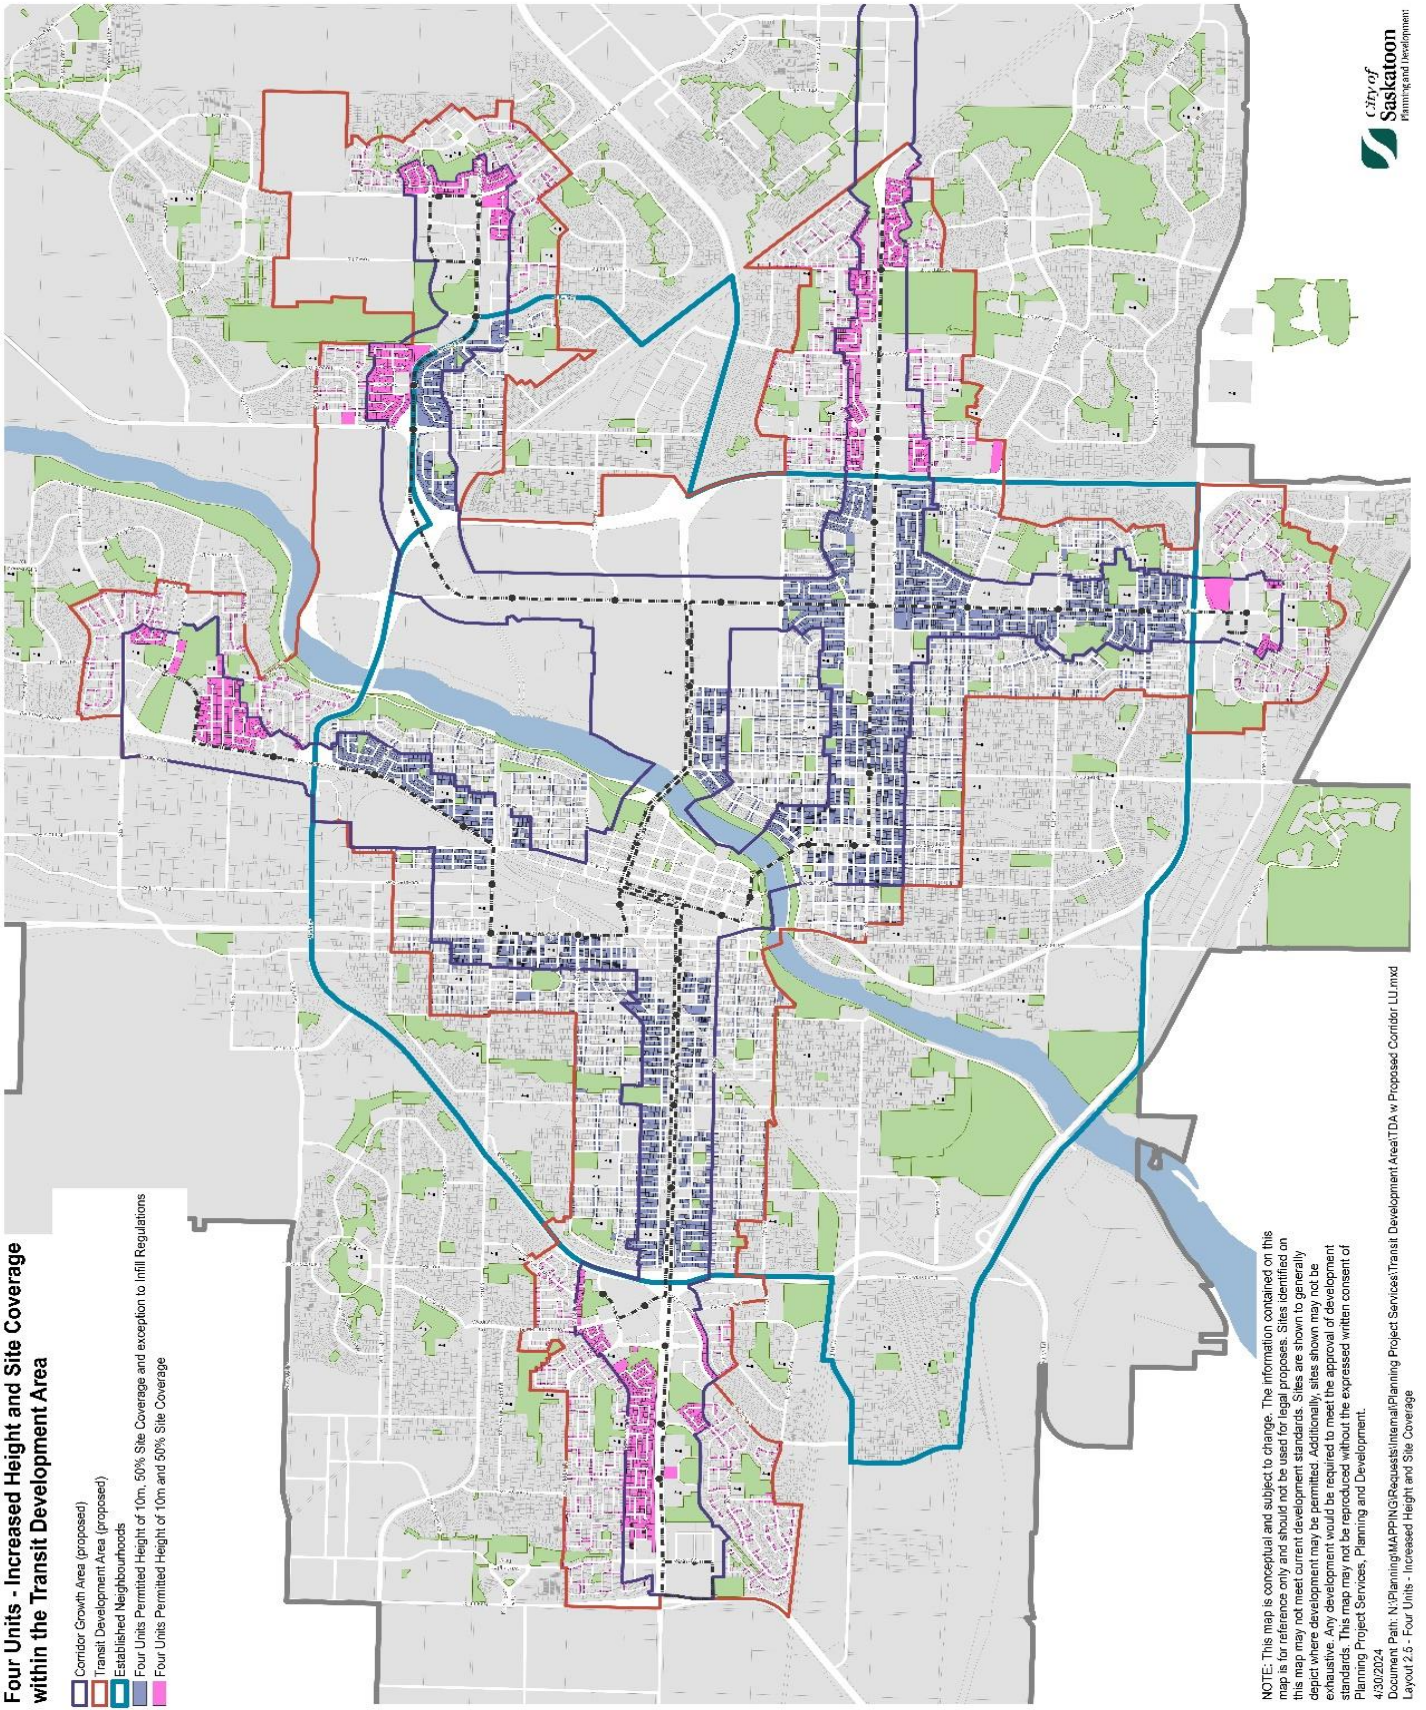 Four Units - Increased Height and Site Coverage
within the Transit Development Area
Corridor Growth Area (proposed)
Transit Development Area (proposed)
Established Neighbourhoods
Four Units Permitted Height of 10m, 50% Site Coverage and exception to Infill Regulations
Four Units Permitted Height of 10m and 50% Site Coverage
City of
Saskatoon
Planning and Development
NOTE: This map is conceptual and subject to change. The information contained on this
map is for reference only and should not be used for legal proposes. Sites identified on
this map may not meet current development standards. Sites are shown to generally
depict where development may be permitted. Additionally, sites shown may not be
exhaustive. Any development would be required to meet the approval of development
standards. This map may not be reproduced without the expressed written consent of
Planning Project Services, Planning and Development.
4/30/2024
Document Path: N:\Planning\MAPPING\Requests\Internal\Planning Project Services\Transit Development Area\TDA w Proposed Corridor LU.mxd
Layout 2.5 - Four Units - Increased Height and Site Coverage